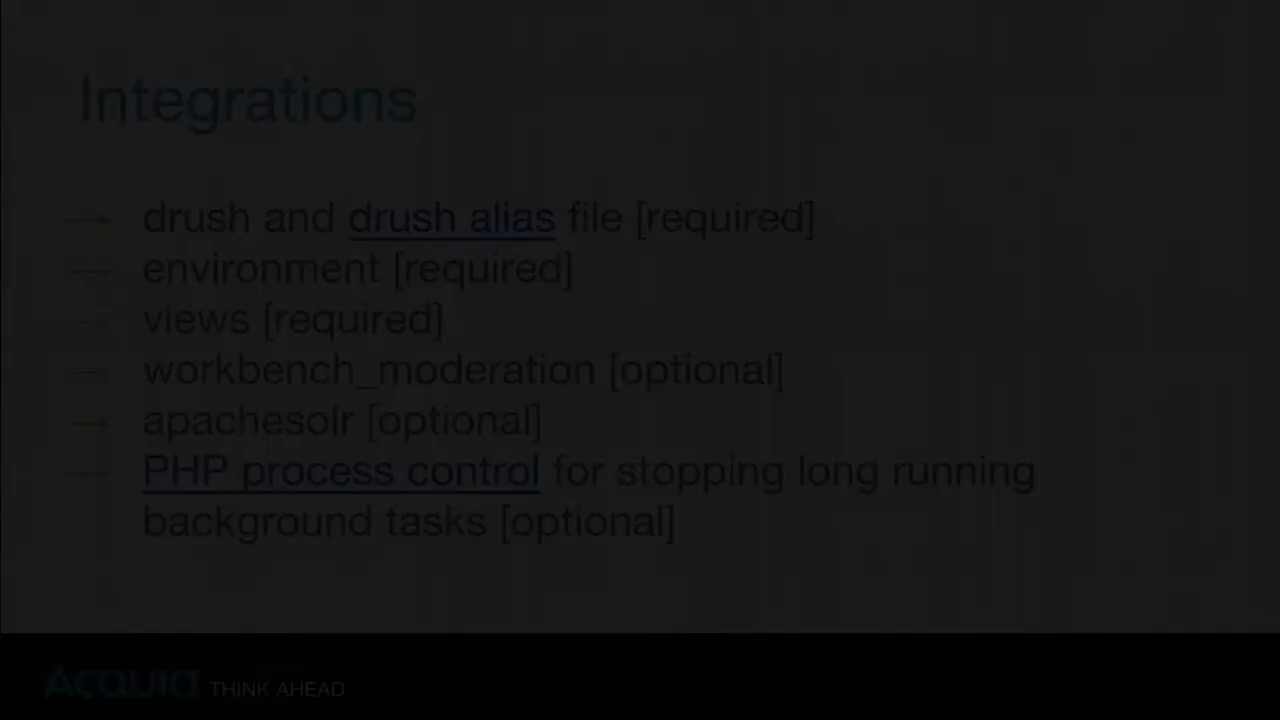 Integrations
→ drush and drush alias file [required]
→ environment [required]
→ views [required]
→ workbench_moderation [optional]
→ apachesolr [optional]
→ PHP process control for stopping long running
background tasks [optional]
Acquia THINK AHEAD